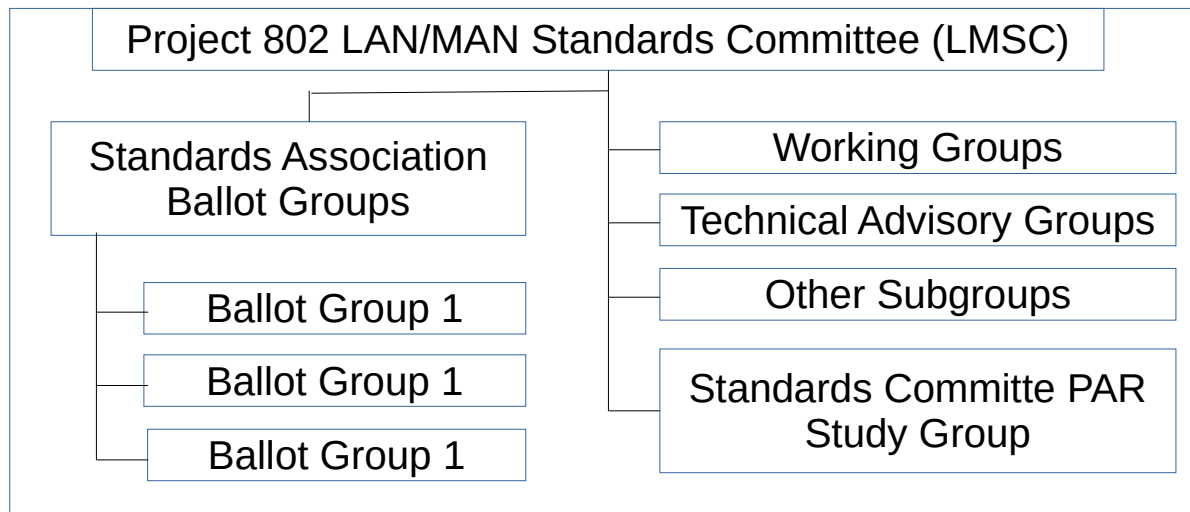 Project 802 LAN/MAN Standards Committee (LMSC)
Standards Association
Ballot Groups
Ballot Group 1
Ballot Group 1
Ballot Group 1
Working Groups
Technical Advisory Groups
Other Subgroups
Standards Committe PAR
Study Group